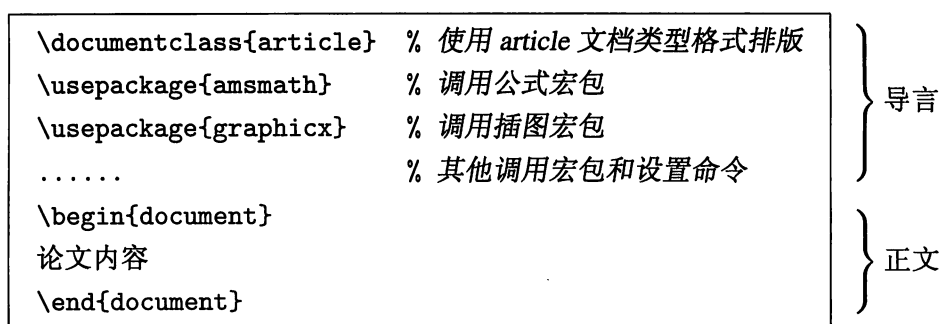 \documentclass{article} % 使用 article 文档类型格式排版
\usepackage{amsmath} % 调用公式宏包
\usepackage{graphicx} % 调用插图宏包
导言
...... % 其他调用宏包和设置命令
\begin{document}
论文内容
正文
\end{document}